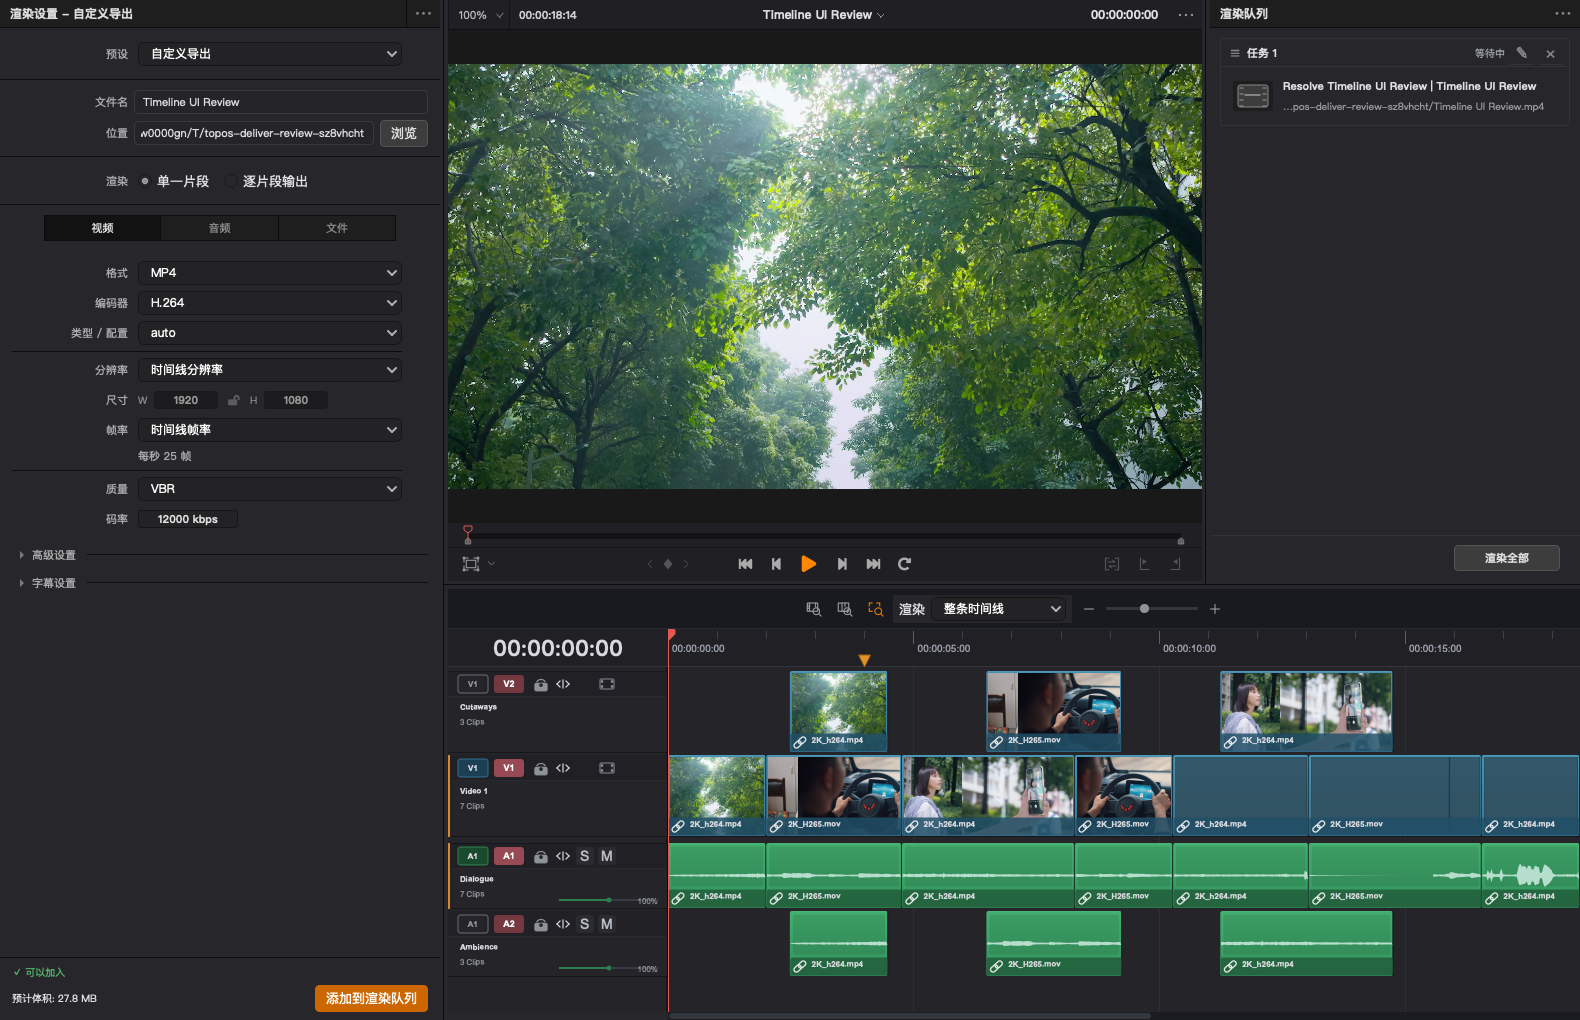 渲染设置 – 自定义导出
预设
自定义导出
文件名
Timeline UI Review
位置
w0000gn/T/topos-deliver-review-sz8vhcht
浏览
渲染
单一片段
逐片段输出
视频
音频
文件
格式
MP4
编码器
H.264
类型 / 配置
auto
分辨率
时间线分辨率
尺寸
W
1920
H
1080
帧率
时间线帧率
每秒 25 帧
质量
VBR
码率
12000 kbps
高级设置
字幕设置
✓ 可以加入
预计体积: 27.8 MB
添加到渲染队列
100%
00:00:18:14
Timeline UI Review
00:00:00:00
渲染队列
任务 1
等待中
Resolve Timeline UI Review | Timeline UI Review
...pos-deliver-review-sz8vhcht/Timeline UI Review.mp4
渲染全部
渲染
整条时间线
00:00:00:00
00:00:00:00
00:00:05:00
00:00:10:00
00:00:15:00
V1
V2
Cutaways
3 Clips
2K_h264.mp4
2K_H265.mov
2K_h264.mp4
V1
V1
Video 1
7 Clips
2K_h264.mp4
2K_H265.mov
2K_h264.mp4
2K_H265.mov
2K_h264.mp4
2K_H265.mov
2K_h264.mp4
A1
A1
S
M
Dialogue
7 Clips
100%
2K_h264.mp4
2K_H265.mov
2K_h264.mp4
2K_H265.mov
2K_h264.mp4
2K_H265.mov
2K_h264.mp4
A1
A2
S
M
Ambience
3 Clips
100%
2K_h264.mp4
2K_H265.mov
2K_h264.mp4